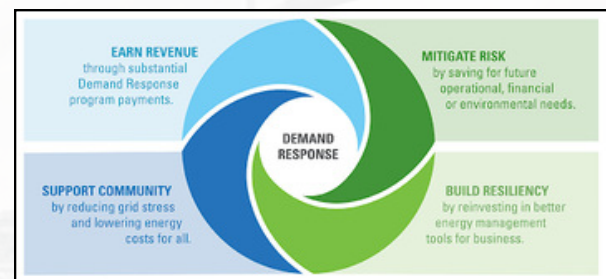 EARN REVENUE
through substantial
Demand Response
program payments.
MITIGATE RISK
by saving for future
operational, financial
or environmental needs.
DEMAND
RESPONSE
SUPPORT COMMUNITY
by reducing grid stress
and lowering energy
costs for all.
BUILD RESILIENCY
by reinvesting in better
energy management
tools for business.